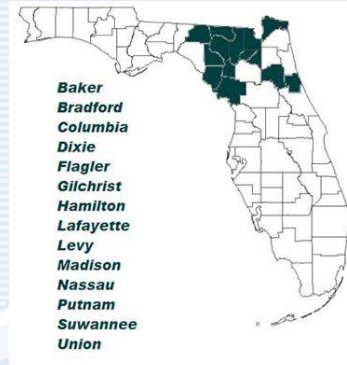 Baker
Bradford
Columbia
Dixie
Flagler
Gilchrist
Hamilton
Lafayette
Levy
Madison
Nassau
Putnam
Suwannee
Union